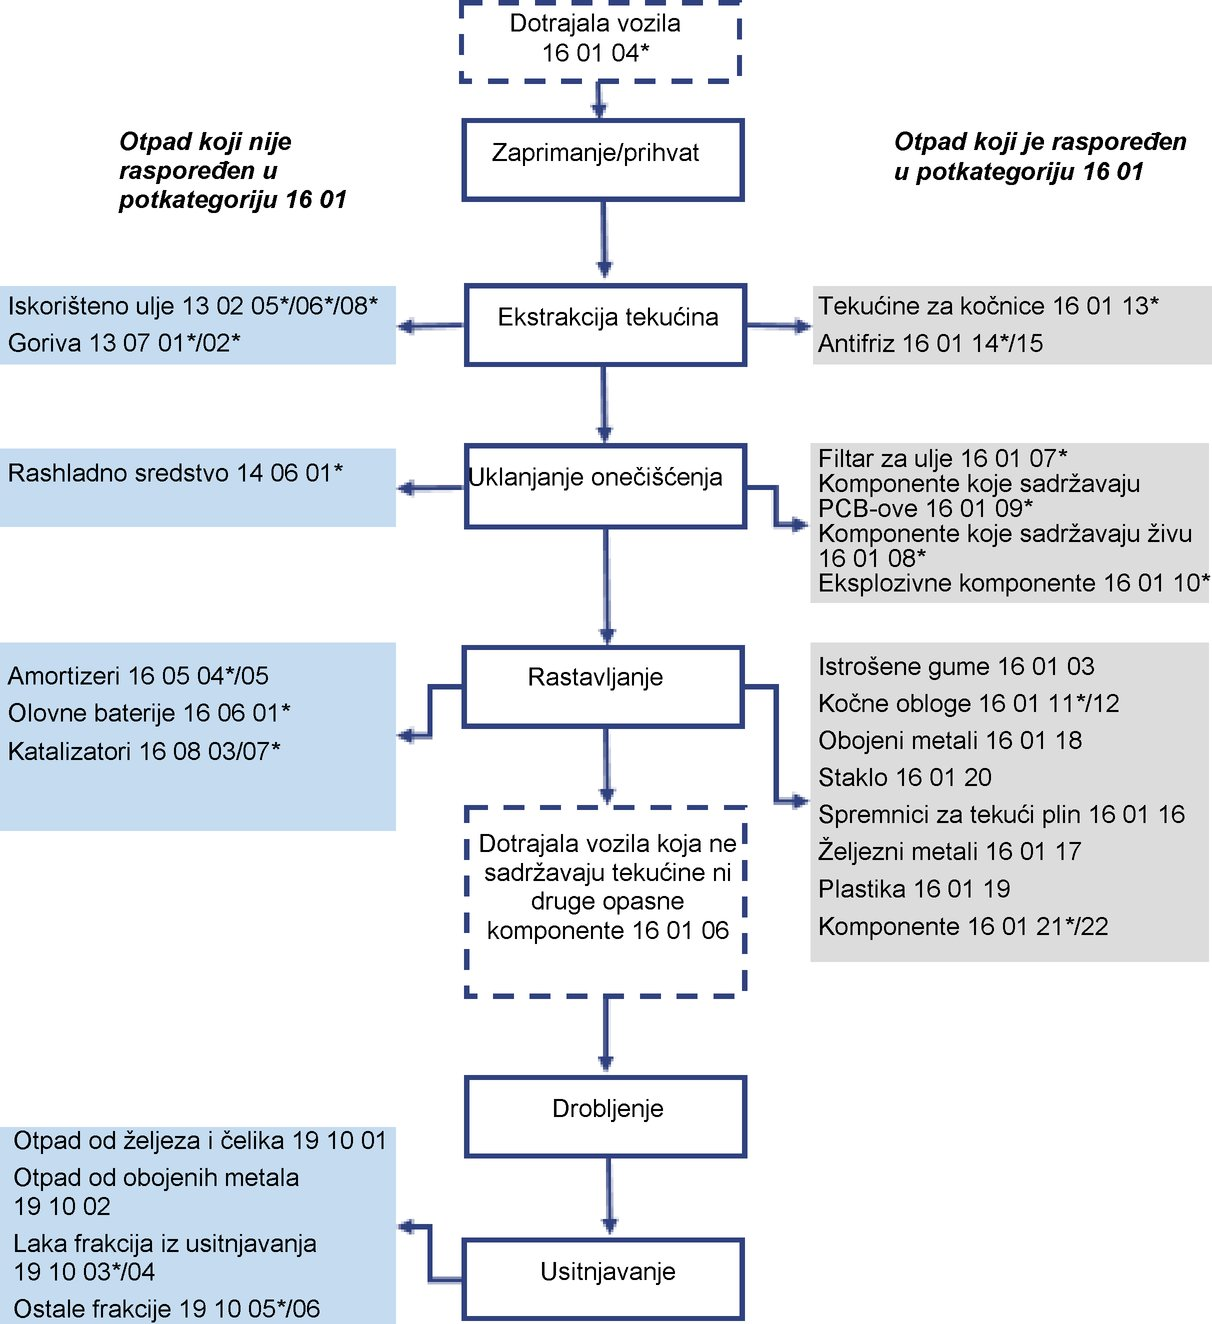 Dotrajala vozila
16 01 04*
Otpad koji nije
raspoređen u
potkategoriju 16 01
Zaprimanje/prihvat
Otpad koji je raspoređen
u potkategoriju 16 01
Iskorišteno ulje 13 02 05*/06*/08*
Goriva 13 07 01*/02*
Ekstrakcija tekućina
Tekućine za kočnice 16 01 13*
Antifriz 16 01 14*/15
Rashladno sredstvo 14 06 01*
Uklanjanje onečišćenja
Filtar za ulje 16 01 07*
Komponente koje sadržavaju
PCB-ove 16 01 09*
Komponente koje sadržavaju živu
16 01 08*
Eksplozivne komponente 16 01 10*
Amortizeri 16 05 04*/05
Olovne baterije 16 06 01*
Katalizatori 16 08 03/07*
Rastavljanje
Istrošene gume 16 01 03
Kočne obloge 16 01 11*/12
Obojeni metali 16 01 18
Staklo 16 01 20
Spremnici za tekući plin 16 01 16
Željezni metali 16 01 17
Plastika 16 01 19
Komponente 16 01 21*/22
Dotrajala vozila koja ne
sadržavaju tekućine ni
druge opasne
komponente 16 01 06
Drobljenje
Otpad od željeza i čelika 19 10 01
Otpad od obojenih metala
19 10 02
Laka frakcija iz usitnjavanja
19 10 03*/04
Ostale frakcije 19 10 05*/06
Usitnjavanje